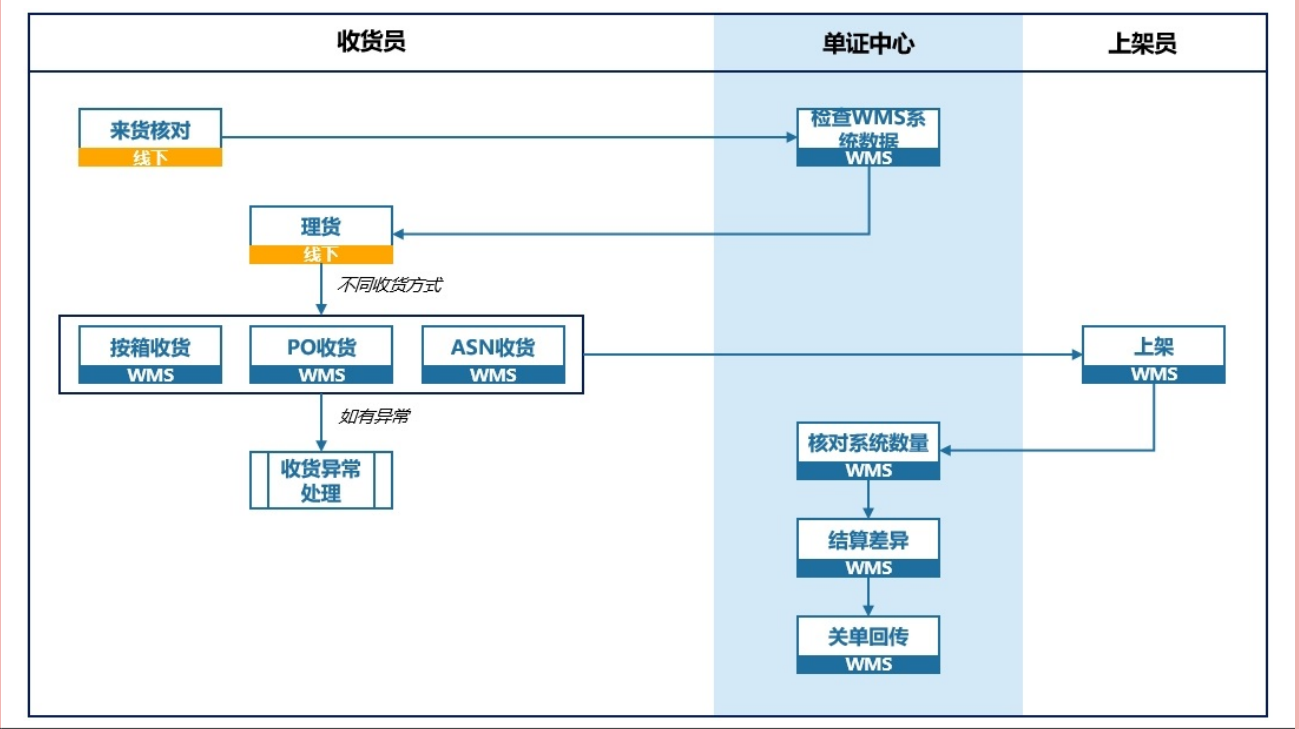 收货员
单证中心
上架员
来货核对
线下
检查WMS系
统数据
WMS
理货
线下
不同收货方式
按箱收货
WMS
PO收货
WMS
ASN收货
WMS
上架
WMS
如有异常
收货异常
处理
核对系统数量
WMS
结算差异
WMS
关单回传
WMS